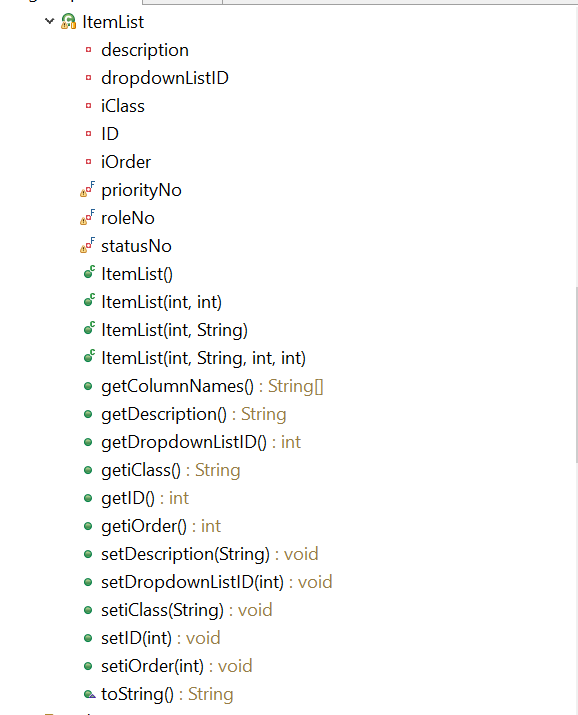 ItemList
description
dropdownListID
iClass
ID
iOrder
priorityNo
roleNo
statusNo
ItemList()
ItemList(int, int)
ItemList(int, String)
ItemList(int, String, int, int)
getColumnNames() : String[]
getDescription() : String
getDropdownListID() : int
getiClass() : String
getID() : int
getiOrder() : int
setDescription(String) : void
setDropdownListID(int) : void
setiClass(String) : void
setID(int) : void
setiOrder(int) : void
toString() : String